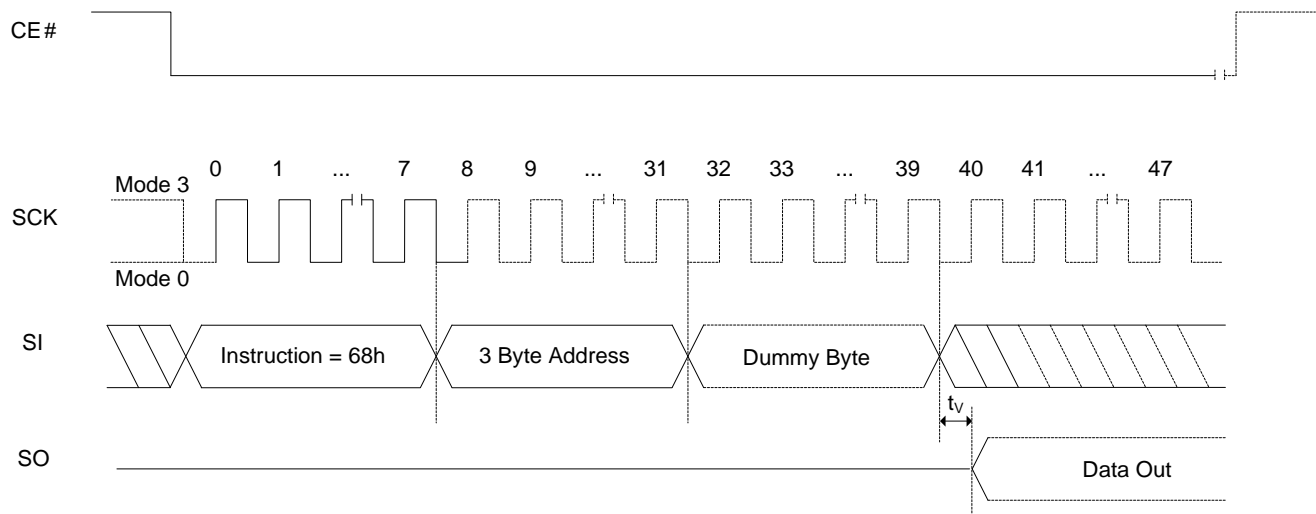 CE#
0 1 ... 7 8 9 ... 31 32 33 ... 39 40 41 ... 47
Mode 3
SCK
Mode 0
SI
Instruction = 68h
3 Byte Address
Dummy Byte
tV
SO
Data Out